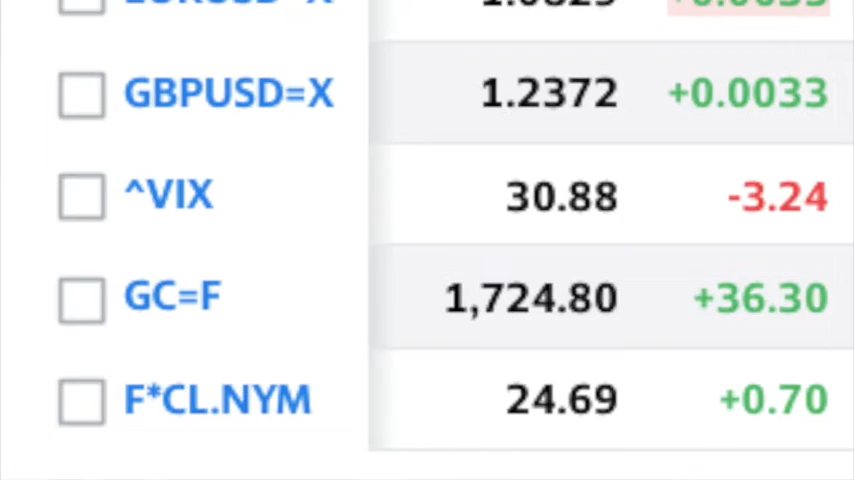 GBPUSD=X 1.2372 +0.0033
^VIX 30.88 -3.24
GC=F 1,724.80 +36.30
F*CL.NYM 24.69 +0.70